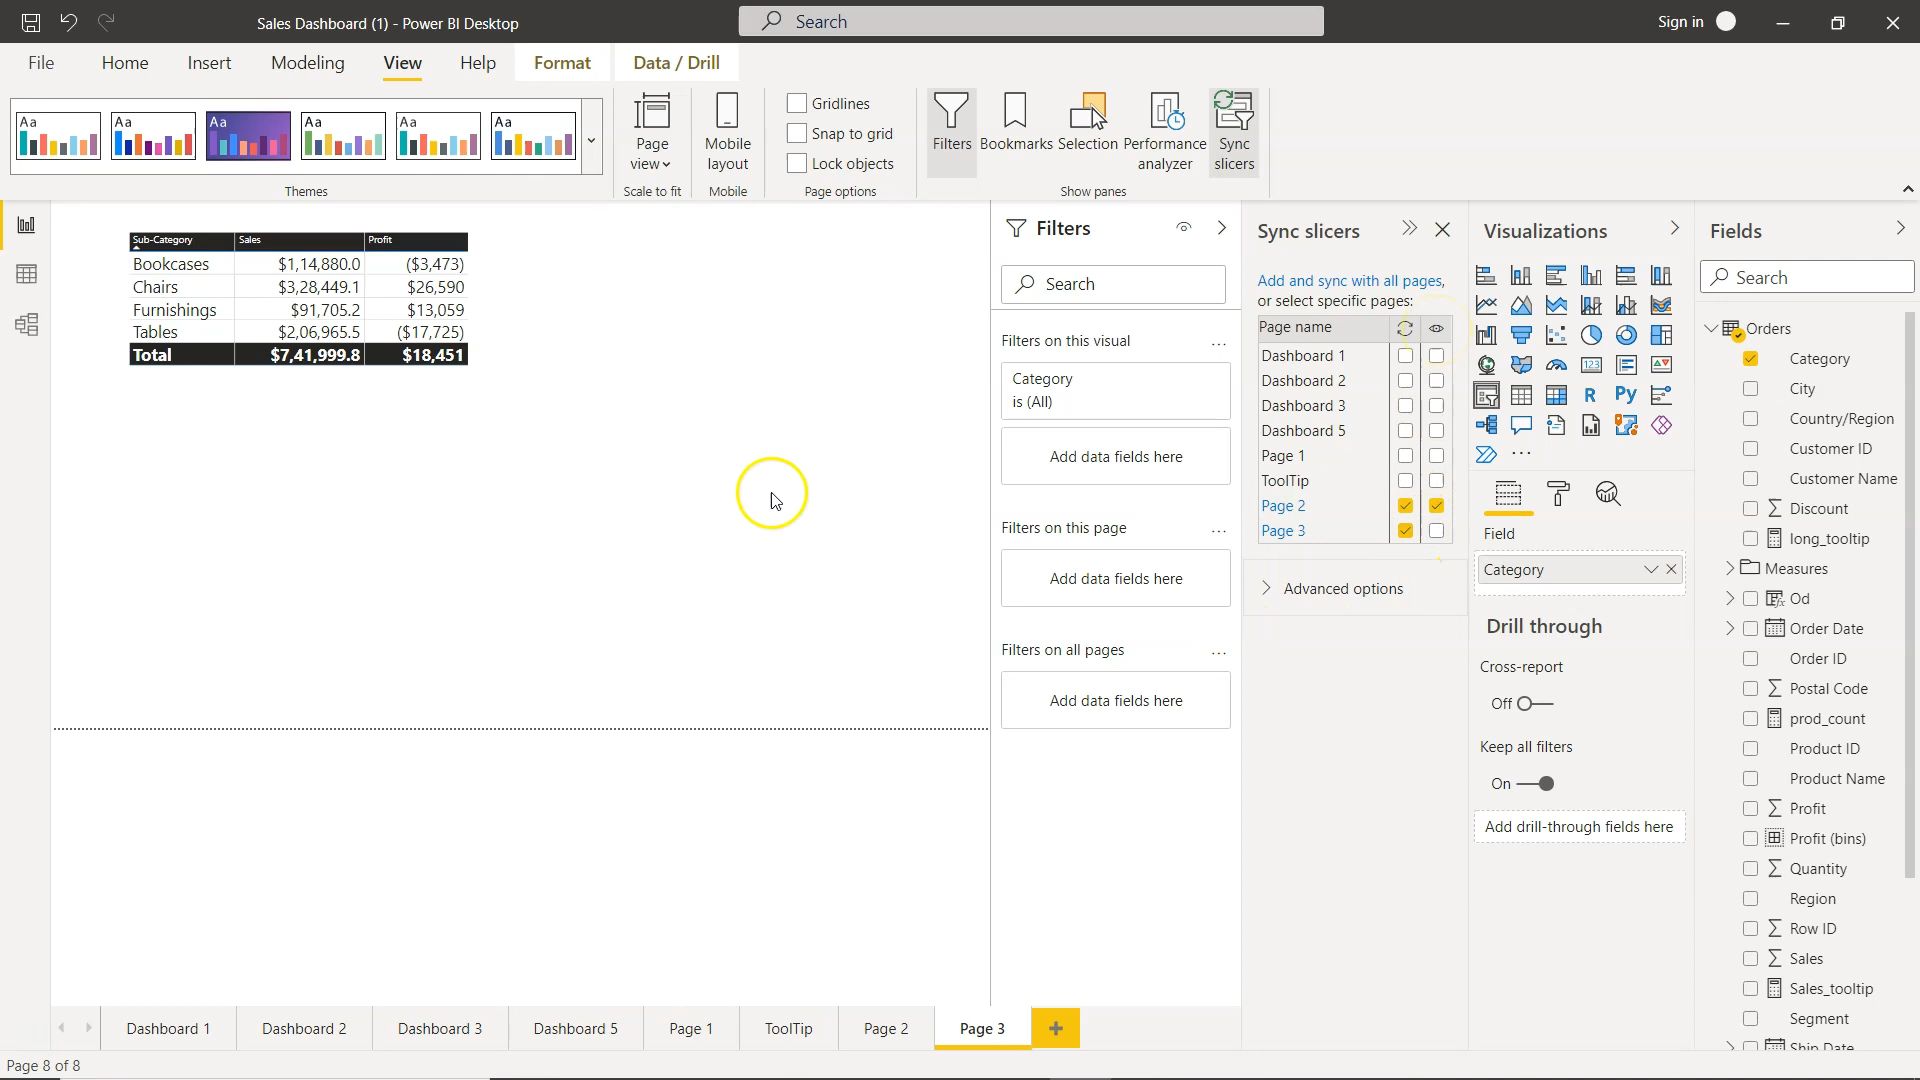 Sales Dashboard (1) - Power BI Desktop
Search
Sign in
File
Home
Insert
Modeling
View
Help
Format
Data / Drill
Aa
Aa
Aa
Aa
Aa
Aa
Themes
Page view
Scale to fit
Mobile layout
Mobile
Gridlines
Snap to grid
Lock objects
Page options
Filters
Bookmarks
Selection
Performance analyzer
Sync slicers
Show panes
Sub-Category Sales Profit
Bookcases $1,14,880.0 ($3,473)
Chairs $3,28,449.1 $26,590
Furnishings $91,705.2 $13,059
Tables $2,06,965.5 ($17,725)
Total $7,41,999.8 $18,451
Filters
Search
Filters on this visual ...
Category
is (All)
Add data fields here
Filters on this page ...
Add data fields here
Filters on all pages ...
Add data fields here
Sync slicers
Add and sync with all pages,
or select specific pages:
Page name
Dashboard 1
Dashboard 2
Dashboard 3
Dashboard 5
Page 1
ToolTip
Page 2
Page 3
Advanced options
Visualizations
123
R
Py
...
Field
Category
Drill through
Cross-report
Off
Keep all filters
On
Add drill-through fields here
Fields
Search
Orders
Category
City
Country/Region
Customer ID
Customer Name
Discount
long_tooltip
Measures
Od
Order Date
Order ID
Postal Code
prod_count
Product ID
Product Name
Profit
Profit (bins)
Quantity
Region
Row ID
Sales
Sales_tooltip
Segment
Ship Date
Dashboard 1
Dashboard 2
Dashboard 3
Dashboard 5
Page 1
ToolTip
Page 2
Page 3
Page 8 of 8